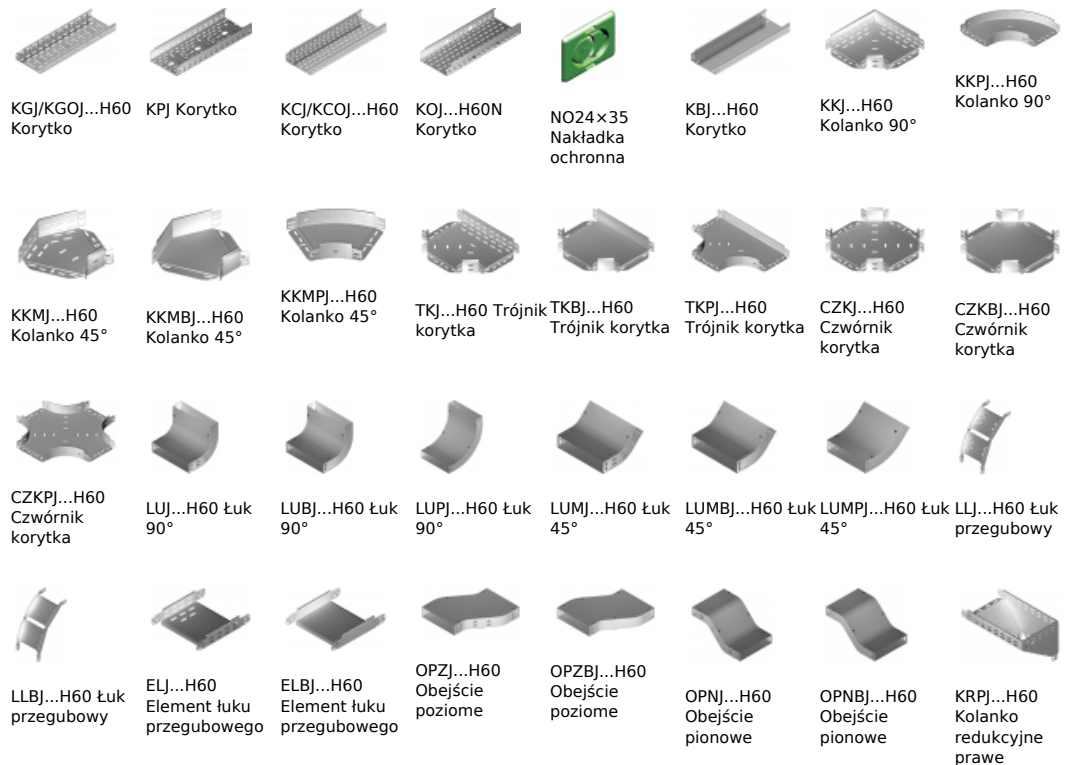 KGJ/KGOJ...H60
Korytko
KPJ Korytko
KCJ/KCOJ...H60
Korytko
KOJ...H60N
Korytko
NO24×35
Nakładka
ochronna
KBJ...H60
Korytko
KKJ...H60
Kolanko 90°
KKPJ...H60
Kolanko 90°
KKMJ...H60
Kolanko 45°
KKMBJ...H60
Kolanko 45°
KKMPJ...H60
Kolanko 45°
TKJ...H60 Trójnik
korytka
TKBJ...H60
Trójnik korytka
TKPJ...H60
Trójnik korytka
CZKJ...H60
Czwórnik
korytka
CZKBJ...H60
Czwórnik
korytka
CZKPJ...H60
Czwórnik
korytka
LUJ...H60 Łuk
90°
LUBJ...H60 Łuk
90°
LUPJ...H60 Łuk
90°
LUMJ...H60 Łuk
45°
LUMBJ...H60 Łuk
45°
LUMPJ...H60 Łuk
45°
LLJ...H60 Łuk
przegubowy
LLBJ...H60 Łuk
przegubowy
ELJ...H60
Element łuku
przegubowego
ELBJ...H60
Element łuku
przegubowego
OPZJ...H60
Obejście
poziome
OPZBJ...H60
Obejście
poziome
OPNJ...H60
Obejście
pionowe
OPNBJ...H60
Obejście
pionowe
KRPJ...H60
Kolanko
redukcyjne
prawe